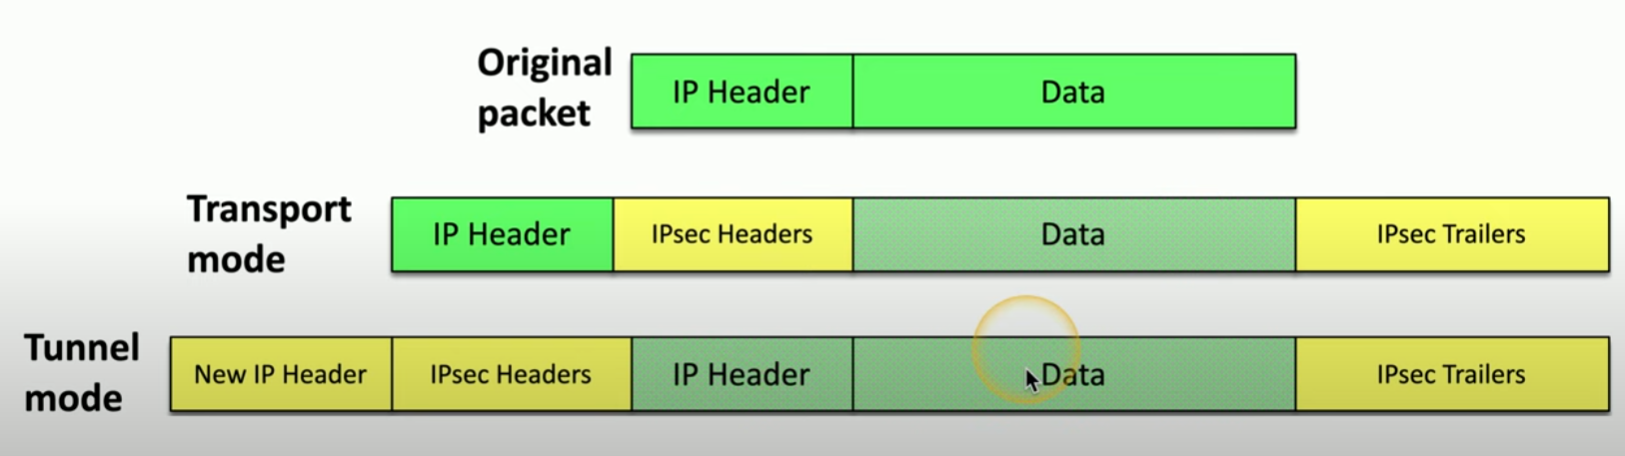 Original
packet
IP Header
Data
Transport
mode
IP Header
IPsec Headers
Data
IPsec Trailers
Tunnel
mode
New IP Header
IPsec Headers
IP Header
Data
IPsec Trailers